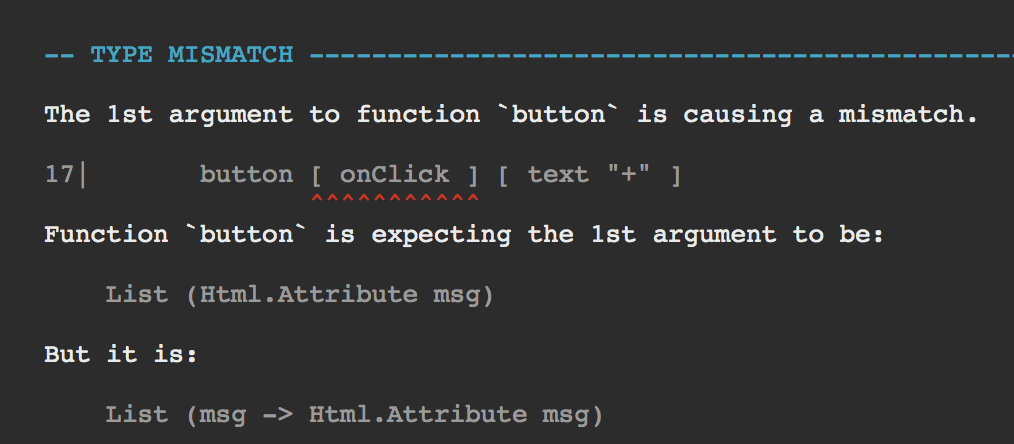 -- TYPE MISMATCH ---------------------------------------------
The 1st argument to function `button` is causing a mismatch.
17|       button [ onClick ] [ text "+" ]
^^^^^^^^^^^
Function `button` is expecting the 1st argument to be:
List (Html.Attribute msg)
But it is:
List (msg -> Html.Attribute msg)